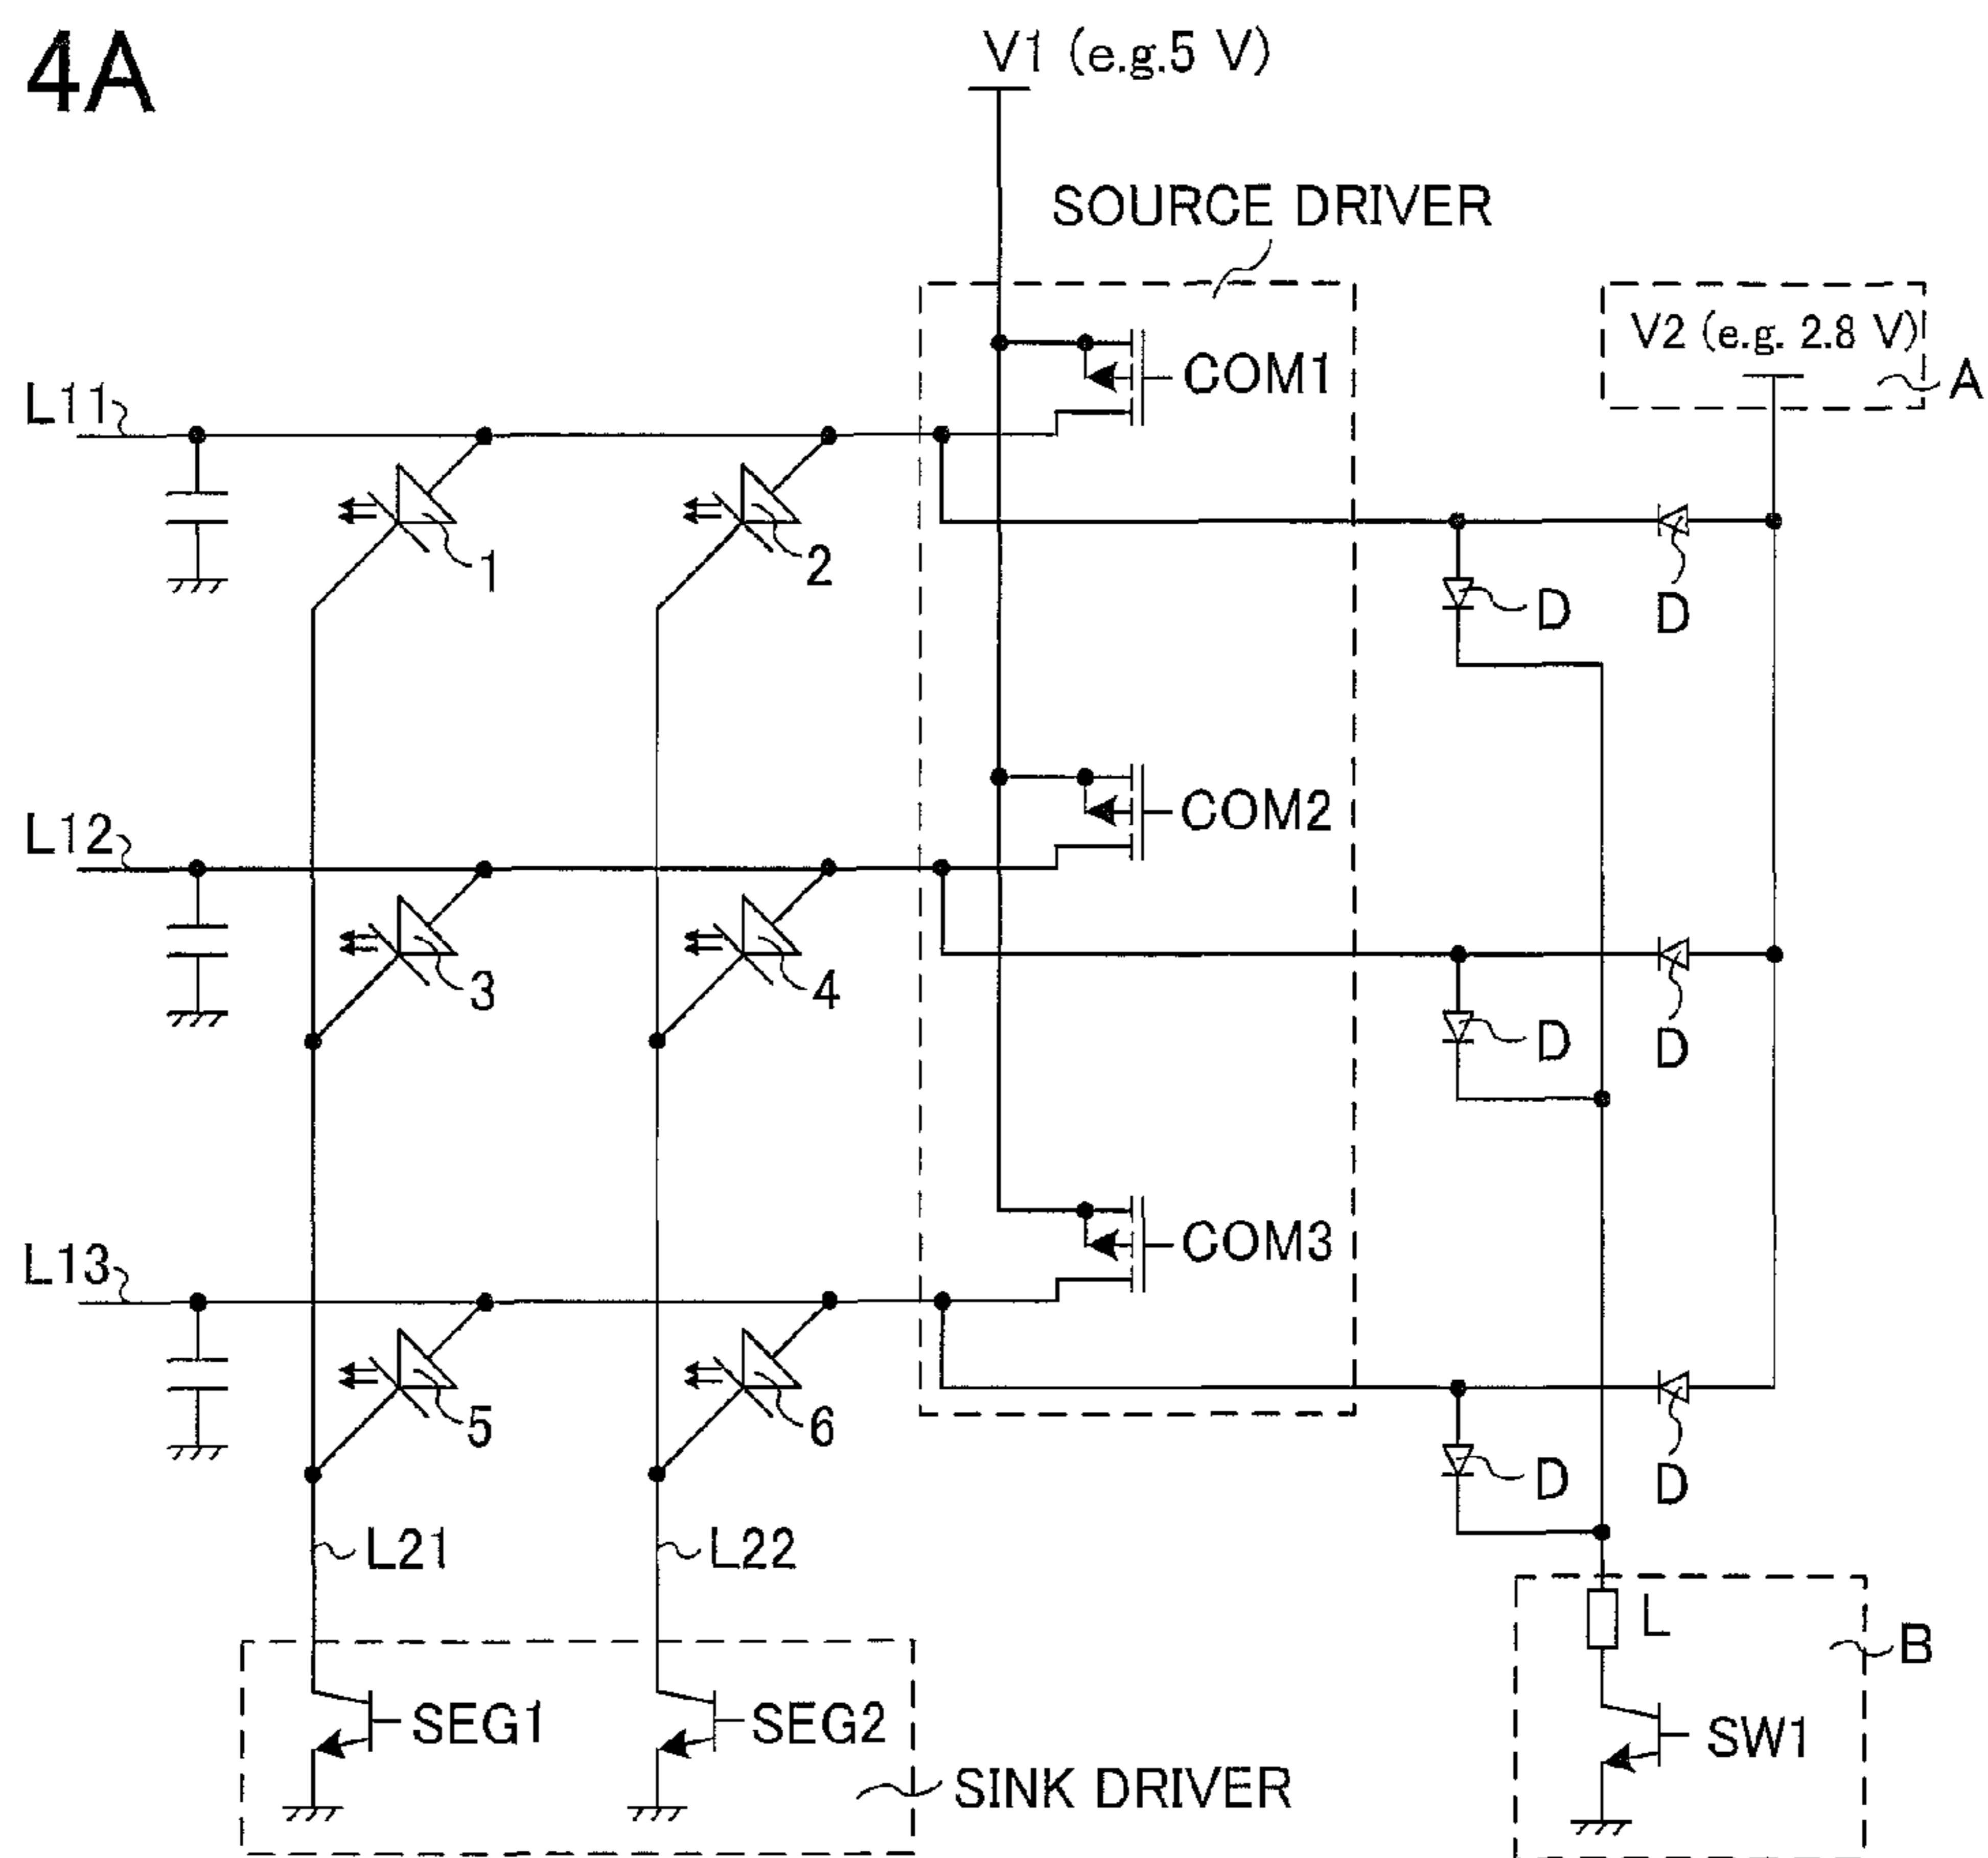 4A
V1 (e.g.5 V)
SOURCE DRIVER
V2 (e.g. 2.8 V)
COM1
A
L11
1
2
D
D
COM2
L12
3
4
D
D
COM3
L13
5
6
D
D
L21
L22
L
B
SEG1
SEG2
SW1
SINK DRIVER